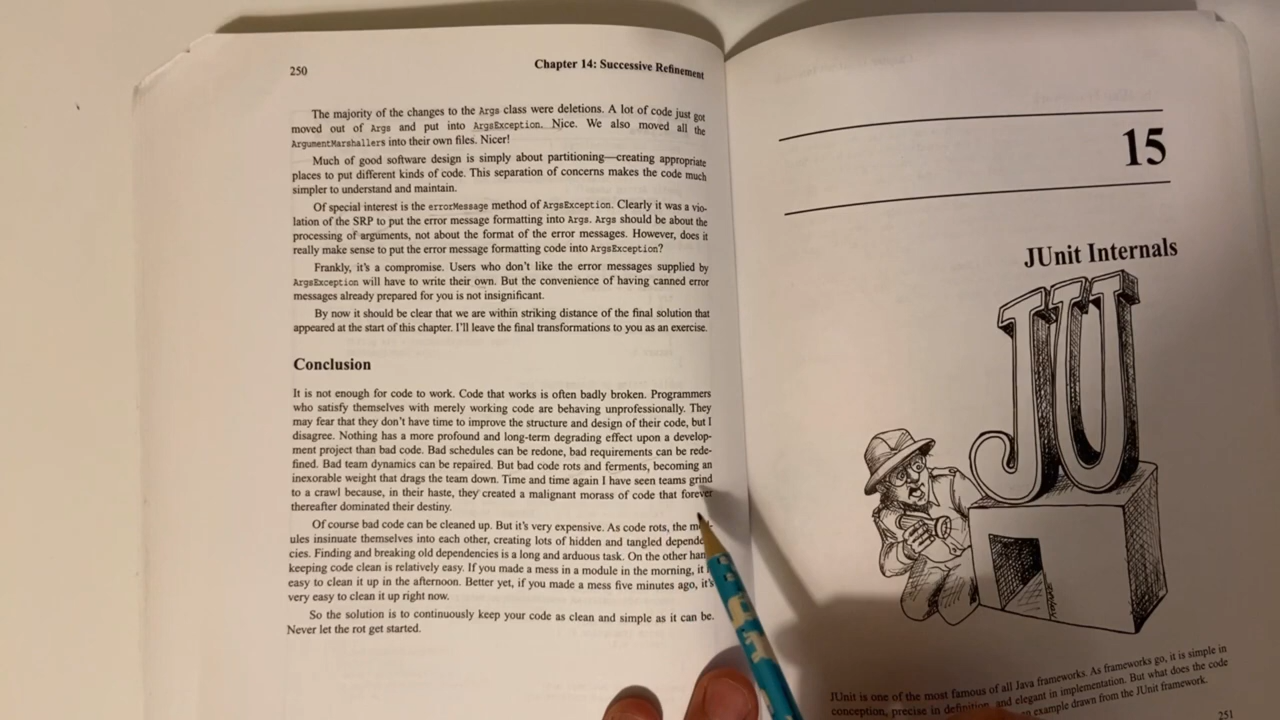 250
Chapter 14: Successive Refinement
The majority of the changes to the Args class were deletions. A lot of code just got
moved out of Args and put into ArgsException. Nice. We also moved all the
ArgumentMarshallers into their own files. Nicer!
Much of good software design is simply about partitioning—creating appropriate
places to put different kinds of code. This separation of concerns makes the code much
simpler to understand and maintain.
Of special interest is the errorMessage method of ArgsException. Clearly it was a vio-
lation of the SRP to put the error message formatting into Args. Args should be about the
processing of arguments, not about the format of the error messages. However, does it
really make sense to put the error message formatting code into ArgsException?
Frankly, it's a compromise. Users who don't like the error messages supplied by
ArgsException will have to write their own. But the convenience of having canned error
messages already prepared for you is not insignificant.
By now it should be clear that we are within striking distance of the final solution that
appeared at the start of this chapter. I'll leave the final transformations to you as an exercise.
Conclusion
It is not enough for code to work. Code that works is often badly broken. Programmers
who satisfy themselves with merely working code are behaving unprofessionally. They
may fear that they don't have time to improve the structure and design of their code, but I
disagree. Nothing has a more profound and long-term degrading effect upon a develop-
ment project than bad code. Bad schedules can be redone, bad requirements can be rede-
fined. Bad team dynamics can be repaired. But bad code rots and ferments, becoming an
inexorable weight that drags the team down. Time and time again I have seen teams grind
to a crawl because, in their haste, they created a malignant morass of code that forever
thereafter dominated their destiny.
Of course bad code can be cleaned up. But it's very expensive. As code rots, the
ules insinuate themselves into each other, creating lots of hidden and tangled
cies. Finding and breaking old dependencies is a long and arduous task. On the other
keeping code clean is relatively easy. If you made a mess in a module in the morning, it
easy to clean it up in the afternoon. Better yet, if you made a mess five minutes ago, it's
very easy to clean it up right now.
So the solution is to continuously keep your code as clean and simple as it can be.
Never let the rot get started.
15
JUnit Internals
JU
JUnit is one of the most famous of all Java frameworks. As frameworks go, it is simple in
conception, precise in definition, and elegant in implementation. But what does the code
example drawn from the JUnit framework.
251